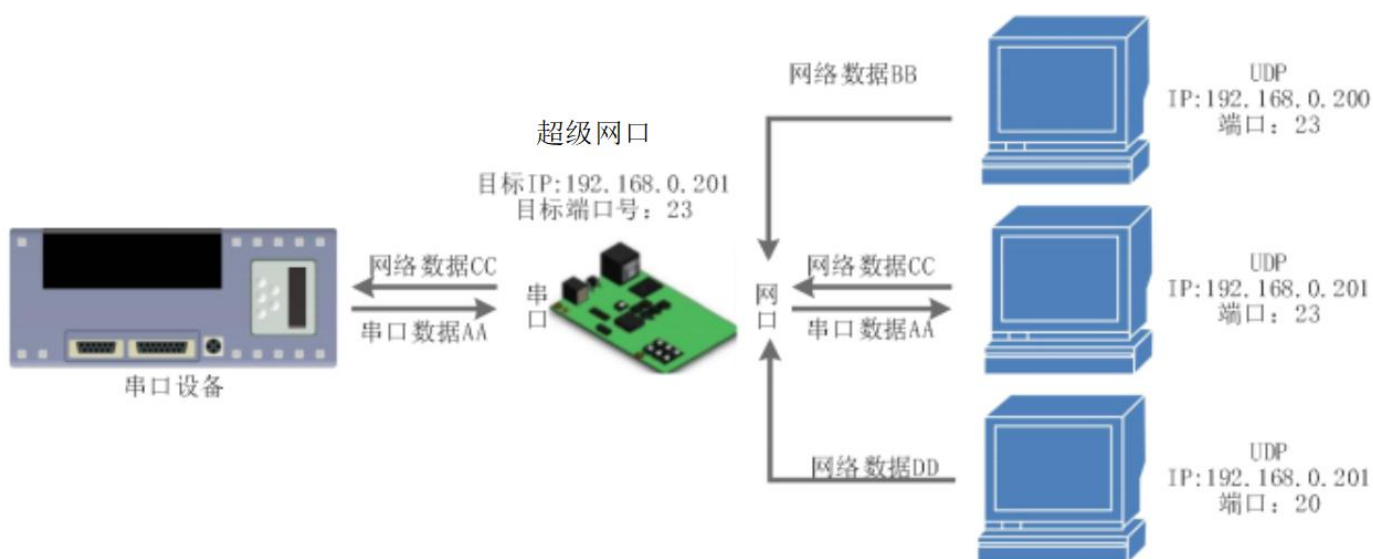 网络数据BB
UDP
IP:192.168.0.200
端口：23
超级网口
目标IP:192.168.0.201
目标端口号：23
网络数据CC
串口数据AA
串口设备
串口
网口
网络数据CC
串口数据AA
UDP
IP:192.168.0.201
端口：23
网络数据DD
UDP
IP:192.168.0.201
端口：20